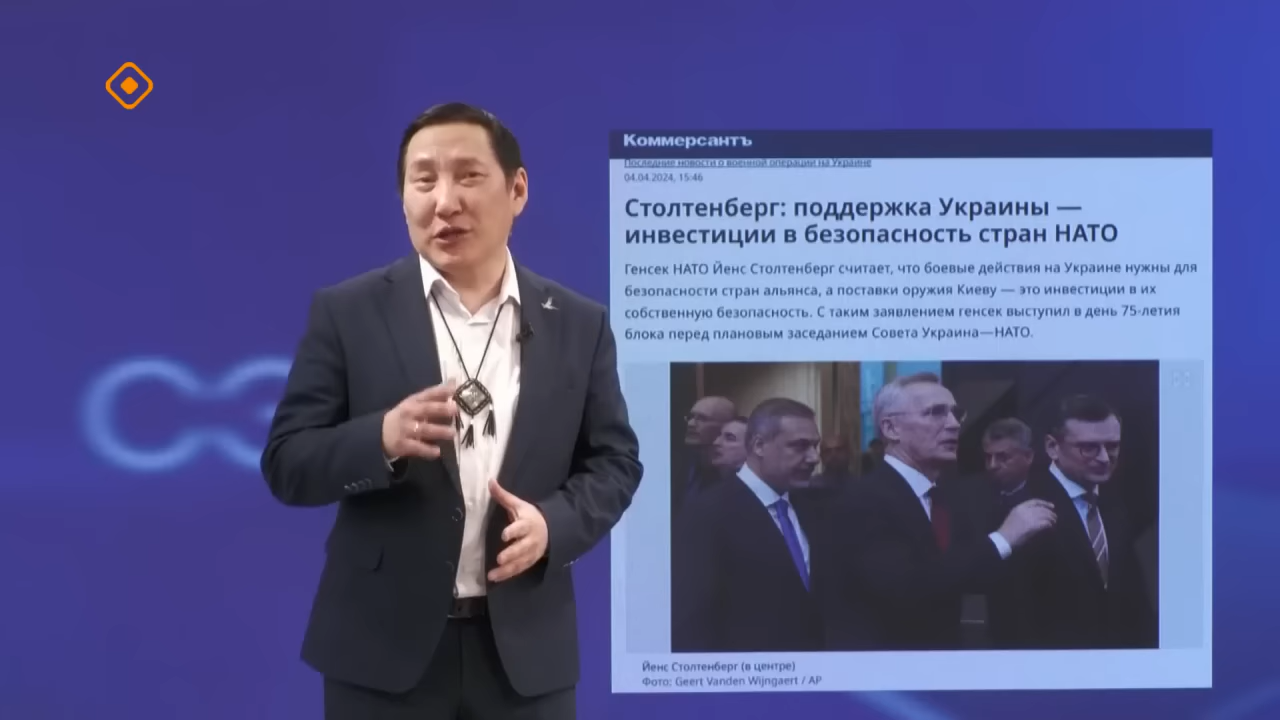 Коммерсантъ
Последние новости о военной операции на Украине
04.04.2024, 15:46
Столтенберг: поддержка Украины —
инвестиции в безопасность стран НАТО
Генсек НАТО Йенс Столтенберг считает, что боевые действия на Украине нужны для
безопасности стран альянса, а поставки оружия Киеву — это инвестиции в их
собственную безопасность. С таким заявлением генсек выступил в день 75-летия
блока перед плановым заседанием Совета Украина—НАТО.
Йенс Столтенберг (в центре)
Фото: Geert Vanden Wijngaert / AP